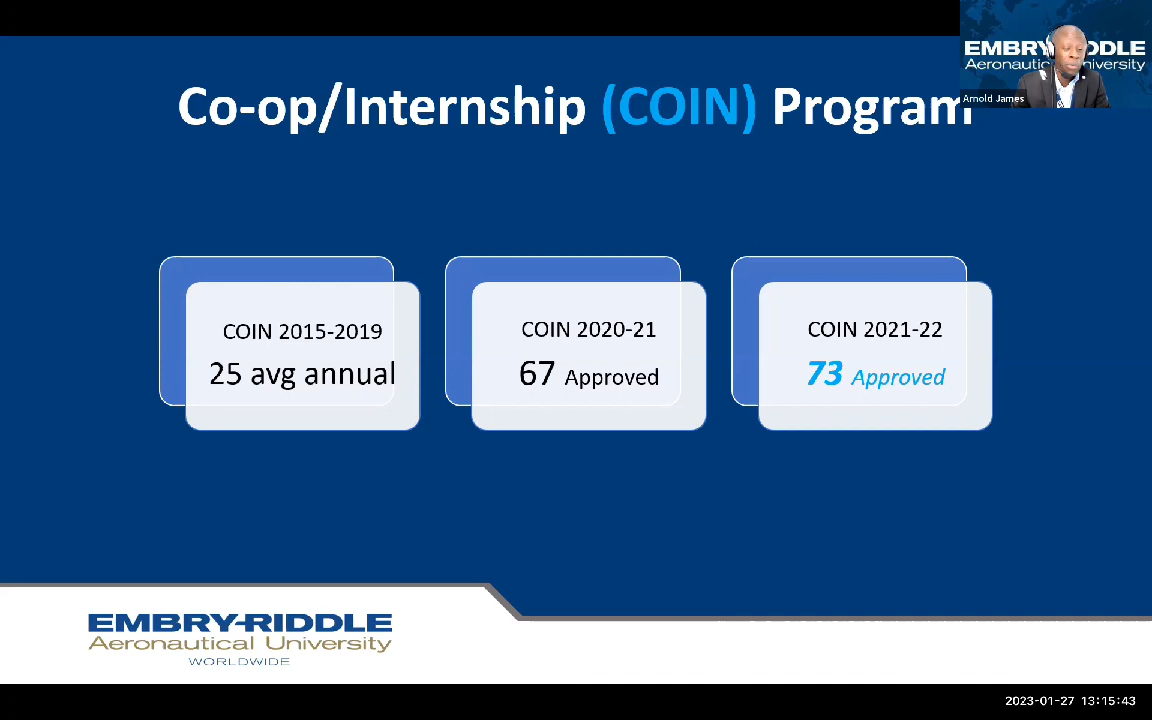 EMBRY-RIDDLE
Aeronautical University
Arnold James
Co-op/Internship (COIN) Program
COIN 2015-2019
25 avg annual
COIN 2020-21
67 Approved
COIN 2021-22
73 Approved
EMBRY-RIDDLE
Aeronautical University
WORLDWIDE
2023-01-27 13:15:43